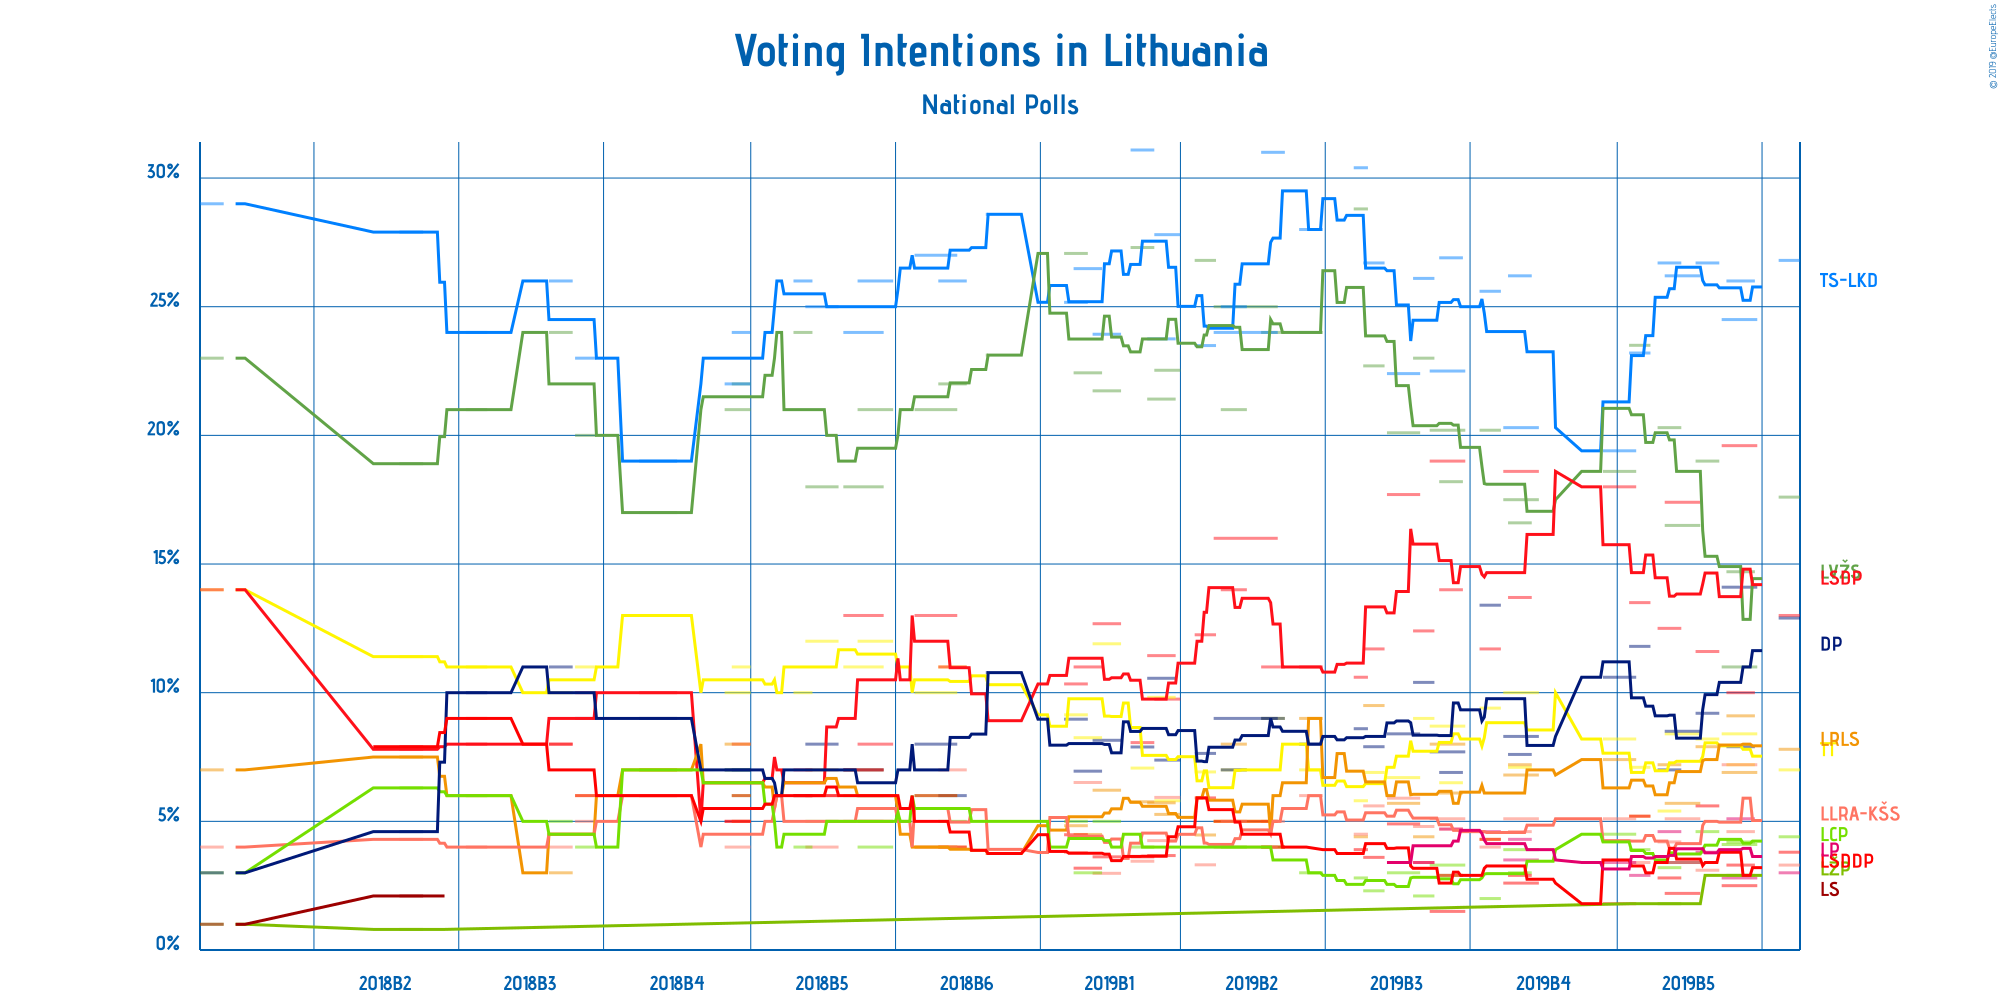 © 2019 @EuropeElects
Voting Intentions in Lithuania
National Polls
30%
25%
20%
15%
10%
5%
0%
TS-LKD
LVŽS
LSDP
DP
LRLS
TT
LLRA-KŠS
LCP
LP
LSDDP
LŽP
LS
2018B2 2018B3 2018B4 2018B5 2018B6 2019B1 2019B2 2019B3 2019B4 2019B5